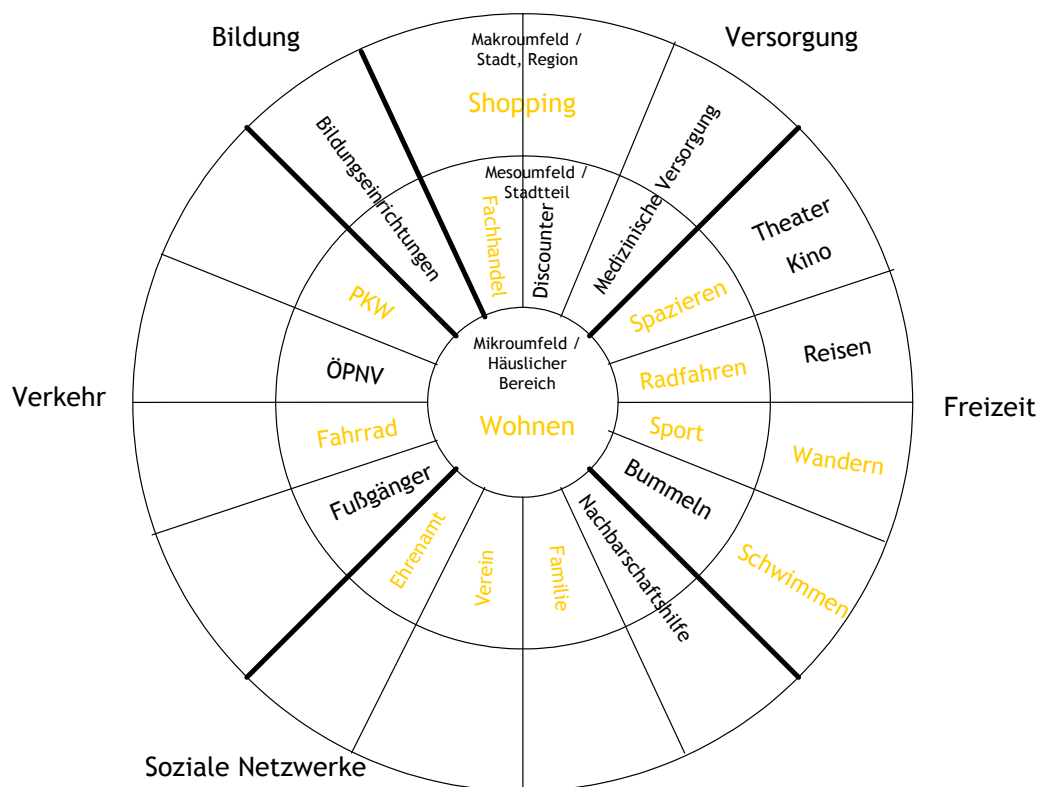 Bildung
Versorgung
Makroumfeld /
Stadt, Region
Shopping
Bildungseinrichtungen
Medizinische Versorgung
Mesoumfeld /
Stadtteil
Fachhandel
Discounter
Theater
Kino
PKW
Spazieren
Mikroumfeld /
Häuslicher
Bereich
ÖPNV
Radfahren
Reisen
Verkehr
Freizeit
Wohnen
Fahrrad
Sport
Wandern
Fußgänger
Bummeln
Ehrenamt
Verein
Familie
Nachbarschaftshilfe
Schwimmen
Soziale Netzwerke